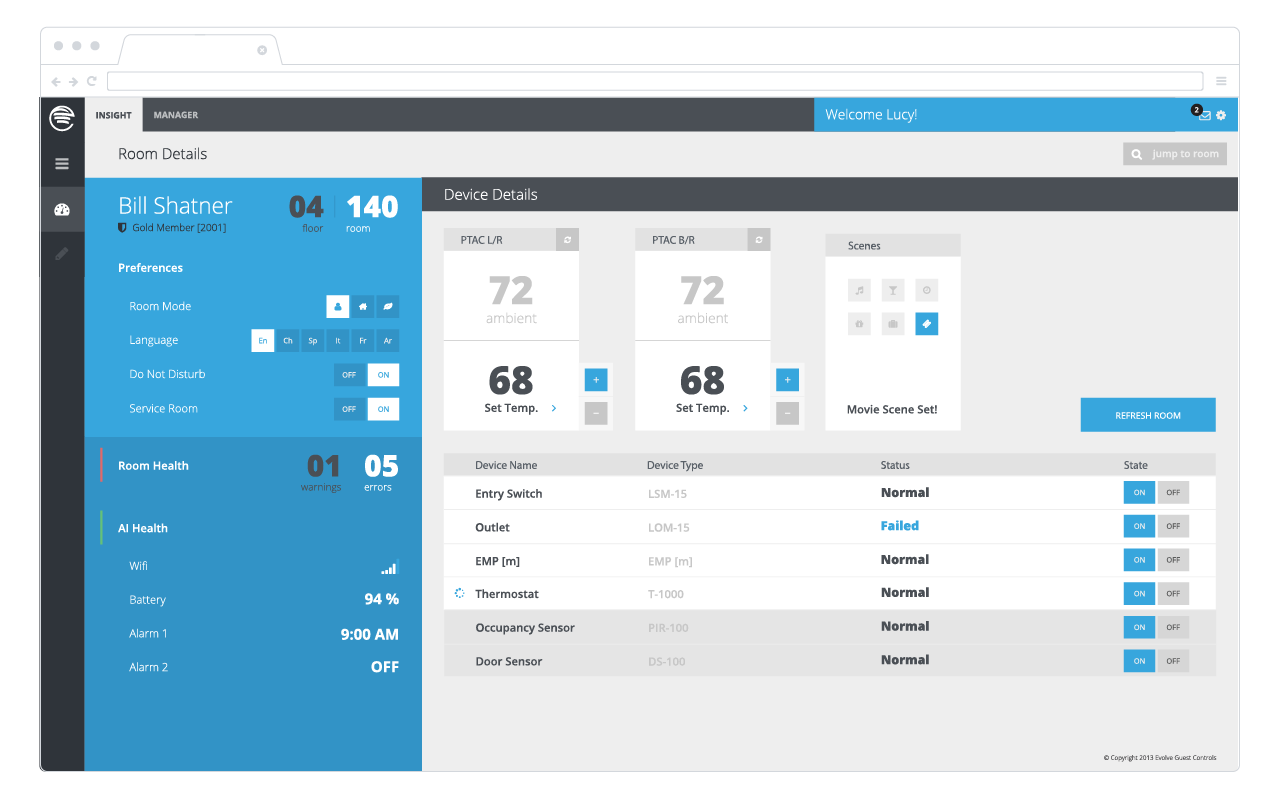 INSIGHT MANAGER Welcome Lucy! 2
Room Details jump to room
Bill Shatner 04 140
Gold Member [2001] floor room
Preferences
Room Mode
Language En Ch Sp It Fr Ar
Do Not Disturb OFF ON
Service Room OFF ON
Room Health 01 05
warnings errors
AI Health
Wifi
Battery 94 %
Alarm 1 9:00 AM
Alarm 2 OFF
Device Details
PTAC L/R PTAC B/R Scenes
72 72
ambient ambient
68 68 +
Set Temp. > Set Temp. > −
Movie Scene Set! REFRESH ROOM
Device Name Device Type Status State
Entry Switch LSM-15 Normal ON OFF
Outlet LOM-15 Failed ON OFF
EMP [m] EMP [m] Normal ON OFF
Thermostat T-1000 Normal ON OFF
Occupancy Sensor PIR-100 Normal ON OFF
Door Sensor DS-100 Normal ON OFF
© Copyright 2013 Evolve Guest Controls